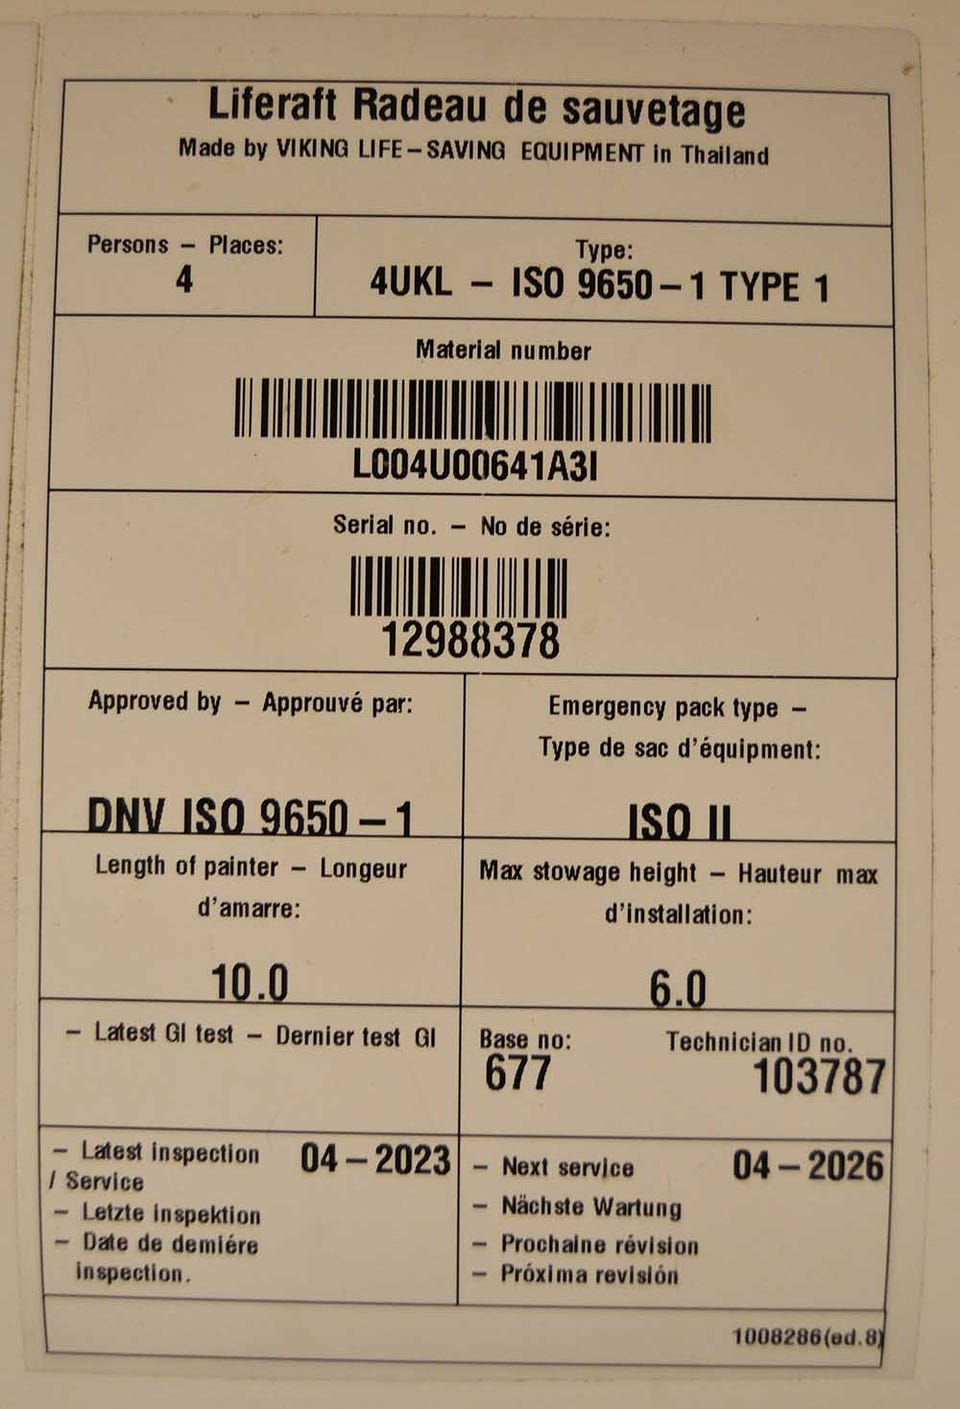 Liferaft Radeau de sauvetage
Made by VIKING LIFE-SAVING EQUIPMENT in Thailand
Persons - Places:
4
Type:
4UKL - ISO 9650-1 TYPE 1
Material number
L004U00641A3I
Serial no. - No de série:
12988378
Approved by - Approuvé par:
DNV ISO 9650-1
Emergency pack type -
Type de sac d'équipment:
ISO II
Length of painter - Longeur
d'amarre:
10.0
Max stowage height - Hauteur max
d'installation:
6.0
- Latest GI test - Dernier test GI
Base no:
677
Technician ID no.
103787
- Latest inspection
/ Service
- Letzte inspektion
- Date de demiére
inspection.
04-2023
- Next service
- Nächste Wartung
- Prochaine révision
- Próxima revisión
04-2026
1008286(ed.8)